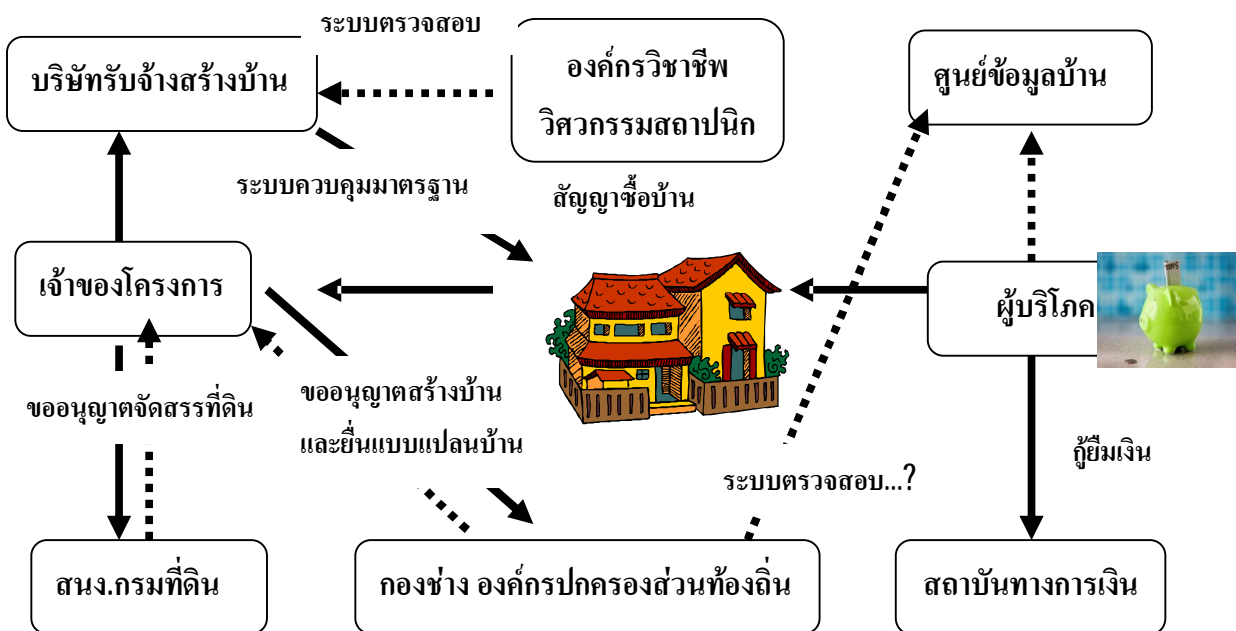 ระบบตรวจสอบ
บริษัทรับจ้างสร้างบ้าน
องค์กรวิชาชีพ
วิศวกรรมสถาปนิก
ศูนย์ข้อมูลบ้าน
ระบบควบคุมมาตรฐาน
สัญญาซื้อบ้าน
เจ้าของโครงการ
ผู้บริโภค
ขออนุญาตจัดสรรที่ดิน
ขออนุญาตสร้างบ้าน
และยื่นแบบแปลนบ้าน
ระบบตรวจสอบ...?
กู้ยืมเงิน
สนง.กรมที่ดิน
กองช่าง องค์กรปกครองส่วนท้องถิ่น
สถาบันทางการเงิน